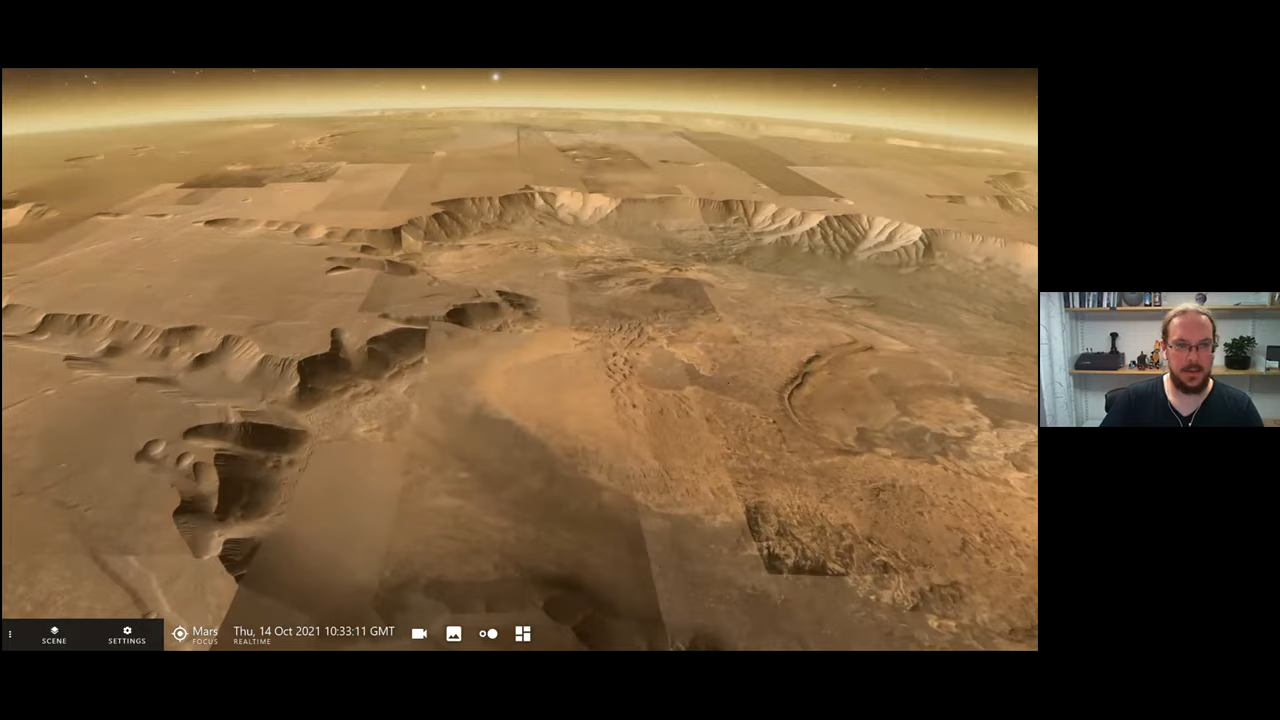 SCENE
SETTINGS
Mars
FOCUS
Thu, 14 Oct 2021 10:33:11 GMT
REALTIME